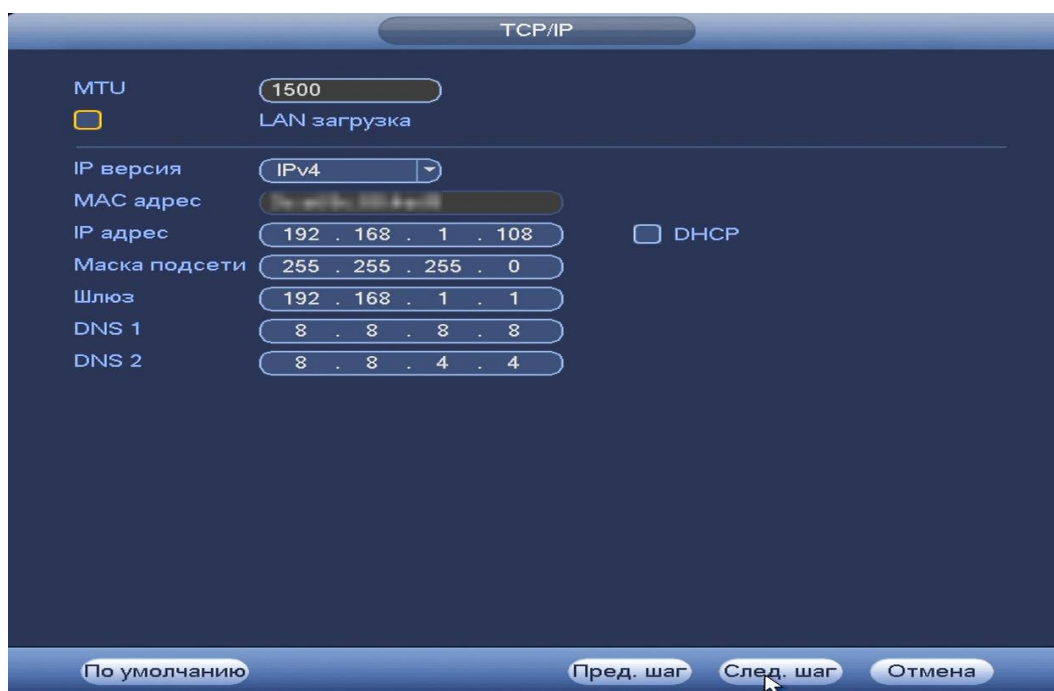 TCP/IP
MTU 1500
LAN загрузка
IP версия IPv4
MAC адрес
IP адрес 192 . 168 . 1 . 108 DHCP
Маска подсети 255 . 255 . 255 . 0
Шлюз 192 . 168 . 1 . 1
DNS 1 8 . 8 . 8 . 8
DNS 2 8 . 8 . 4 . 4
По умолчанию Пред. шаг След. шаг Отмена